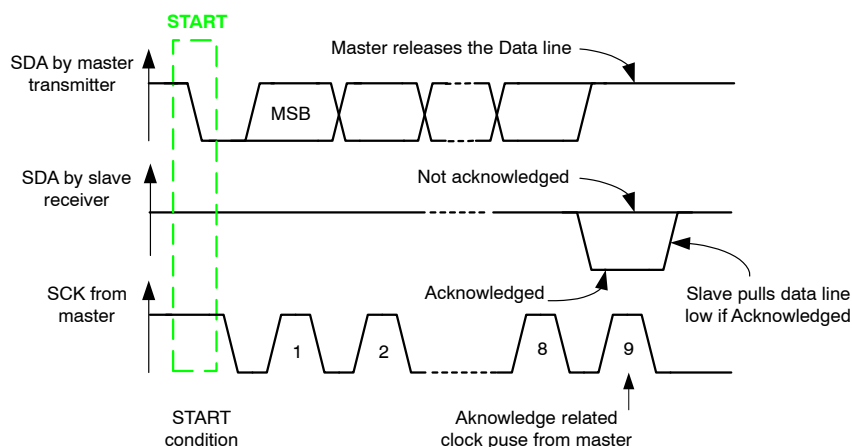 START
Master releases the Data line
SDA by master
transmitter
MSB
SDA by slave
receiver
Not acknowledged
Acknowledged
Slave pulls data line
low if Acknowledged
SCK from
master
1
2
8
9
START
condition
Aknowledge related
clock puse from master